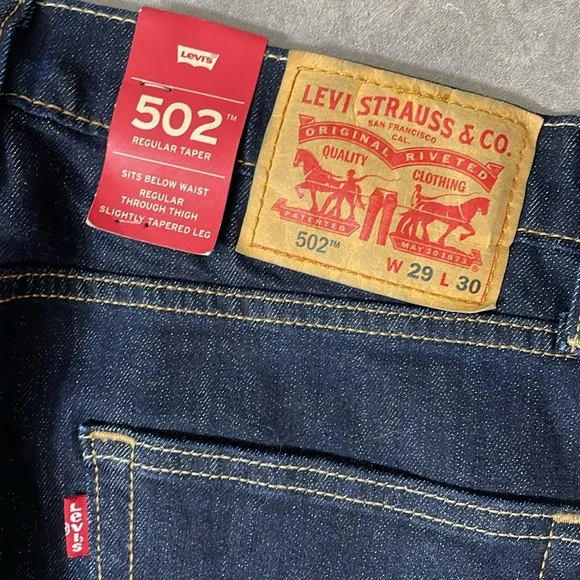 Levi's
502™
REGULAR TAPER
SITS BELOW WAIST
REGULAR
THROUGH THIGH
SLIGHTLY TAPERED LEG
LEVI STRAUSS & CO.
SAN FRANCISCO
CAL.
ORIGINAL RIVETED
QUALITY CLOTHING
PATENTED MAY 20 1873
502™
W 29 L 30
LEVI'S
®